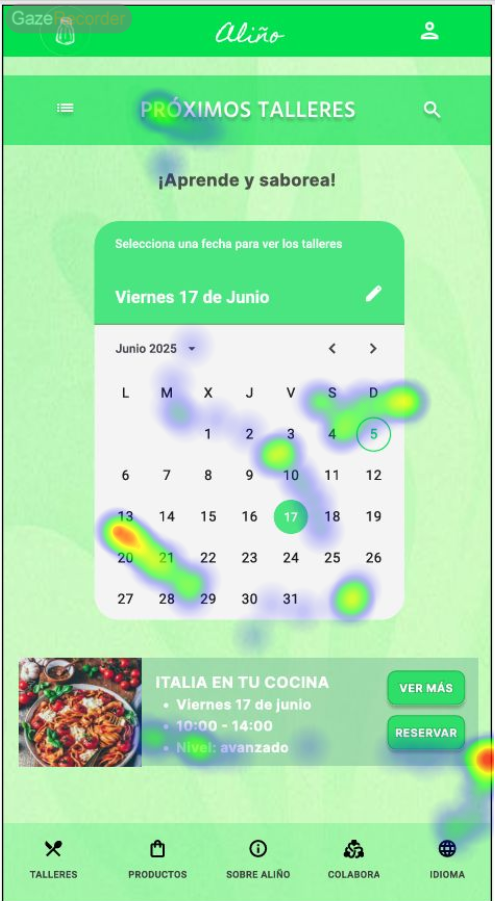 GazeRecorder
Aliño
PRÓXIMOS TALLERES
¡Aprende y saborea!
Selecciona una fecha para ver los talleres
Viernes 17 de Junio
Junio 2025
L M X J V S D
1 2 3 4 5
6 7 8 9 10 11 12
13 14 15 16 17 18 19
20 21 22 23 24 25 26
27 28 29 30 31
ITALIA EN TU COCINA
• Viernes 17 de junio
• 10:00 - 14:00
• Nivel: avanzado
VER MÁS
RESERVAR
TALLERES PRODUCTOS SOBRE ALIÑO COLABORA IDIOMA